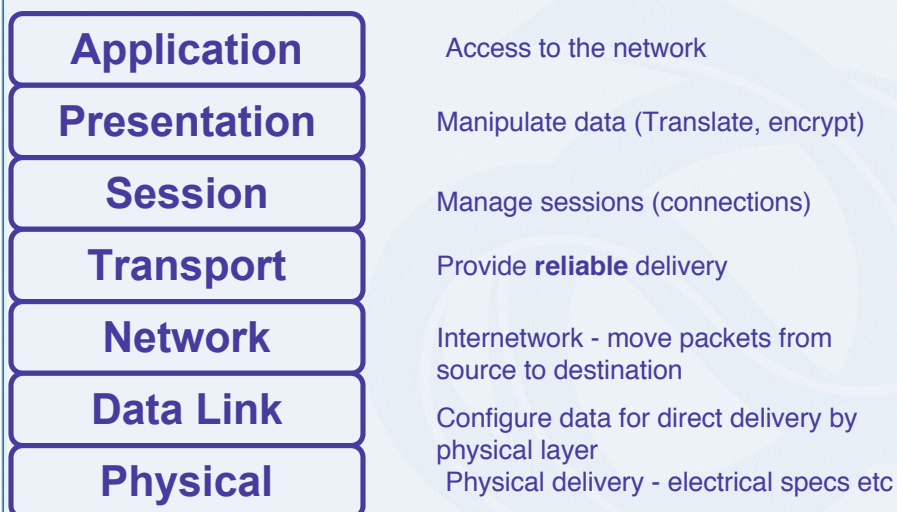 Application
Access to the network
Presentation
Manipulate data (Translate, encrypt)
Session
Manage sessions (connections)
Transport
Provide reliable delivery
Network
Internetwork - move packets from
source to destination
Data Link
Configure data for direct delivery by
physical layer
Physical
Physical delivery - electrical specs etc